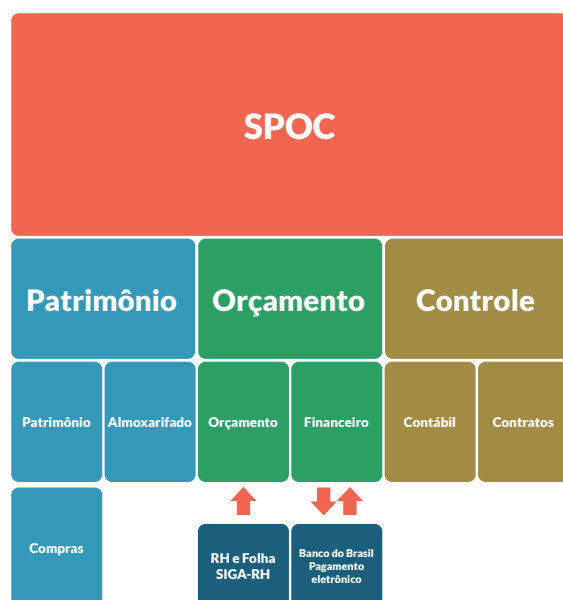 SPOC
Patrimônio
Orçamento
Controle
Patrimônio
Almoxarifado
Orçamento
Financeiro
Contábil
Contratos
Compras
RH e Folha
SIGA-RH
Banco do Brasil
Pagamento
eletrônico